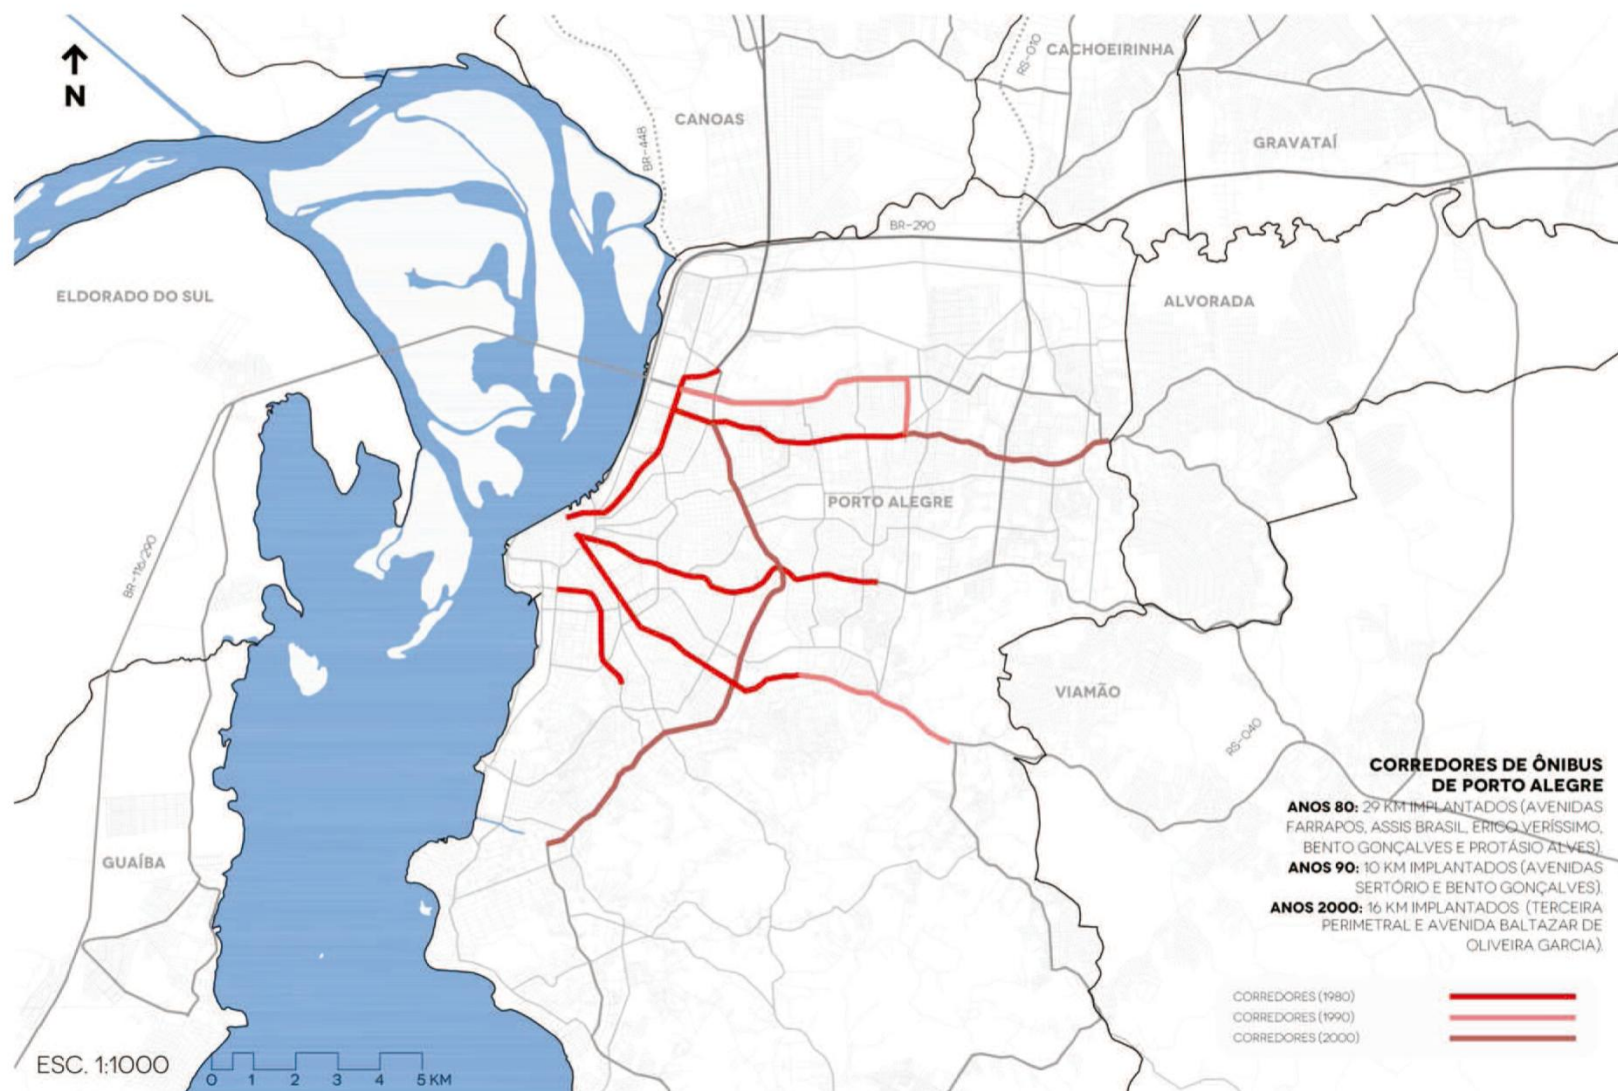 N
CANOAS
BR-448
RS-010
CACHOEIRINHA
GRAVATAÍ
BR-290
ELDORADO DO SUL
ALVORADA
PORTO ALEGRE
BR-116/290
VIAMÃO
RS-040
GUAÍBA
CORREDORES DE ÔNIBUS
DE PORTO ALEGRE
ANOS 80: 29 KM IMPLANTADOS (AVENIDAS
FARRAPOS, ASSIS BRASIL, ERICO VERÍSSIMO,
BENTO GONÇALVES E PROTÁSIO ALVES).
ANOS 90: 10 KM IMPLANTADOS (AVENIDAS
SERTÓRIO E BENTO GONÇALVES).
ANOS 2000: 16 KM IMPLANTADOS (TERCEIRA
PERIMETRAL E AVENIDA BALTAZAR DE
OLIVEIRA GARCIA).
CORREDORES (1980)
CORREDORES (1990)
CORREDORES (2000)
ESC. 1:1000
0 1 2 3 4 5 KM